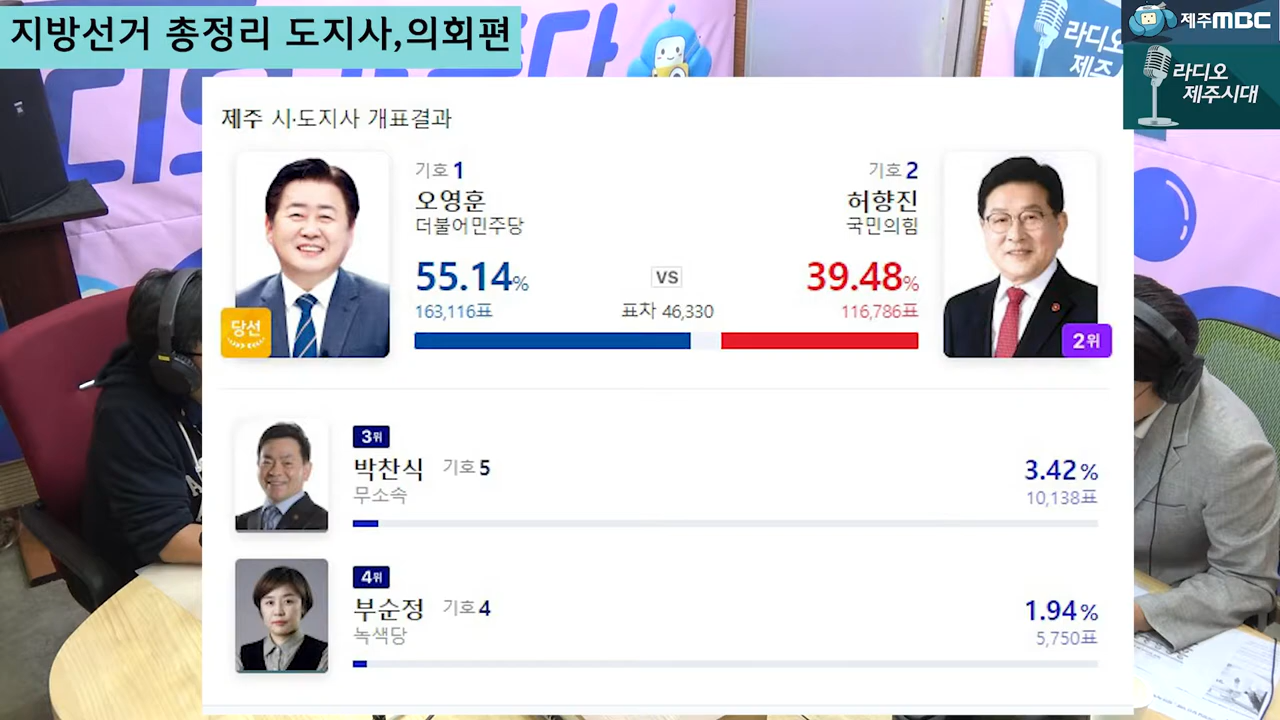 지방선거 총정리 도지사,의회편
제주MBC
라디오
제주시대
라디오
제주
제주 시·도지사 개표결과
기호 1
오영훈
더불어민주당
55.14%
163,116표
당선
VS
표차 46,330
기호 2
허향진
국민의힘
39.48%
116,786표
2위
3위
박찬식 기호 5
무소속
3.42%
10,138표
4위
부순정 기호 4
녹색당
1.94%
5,750표